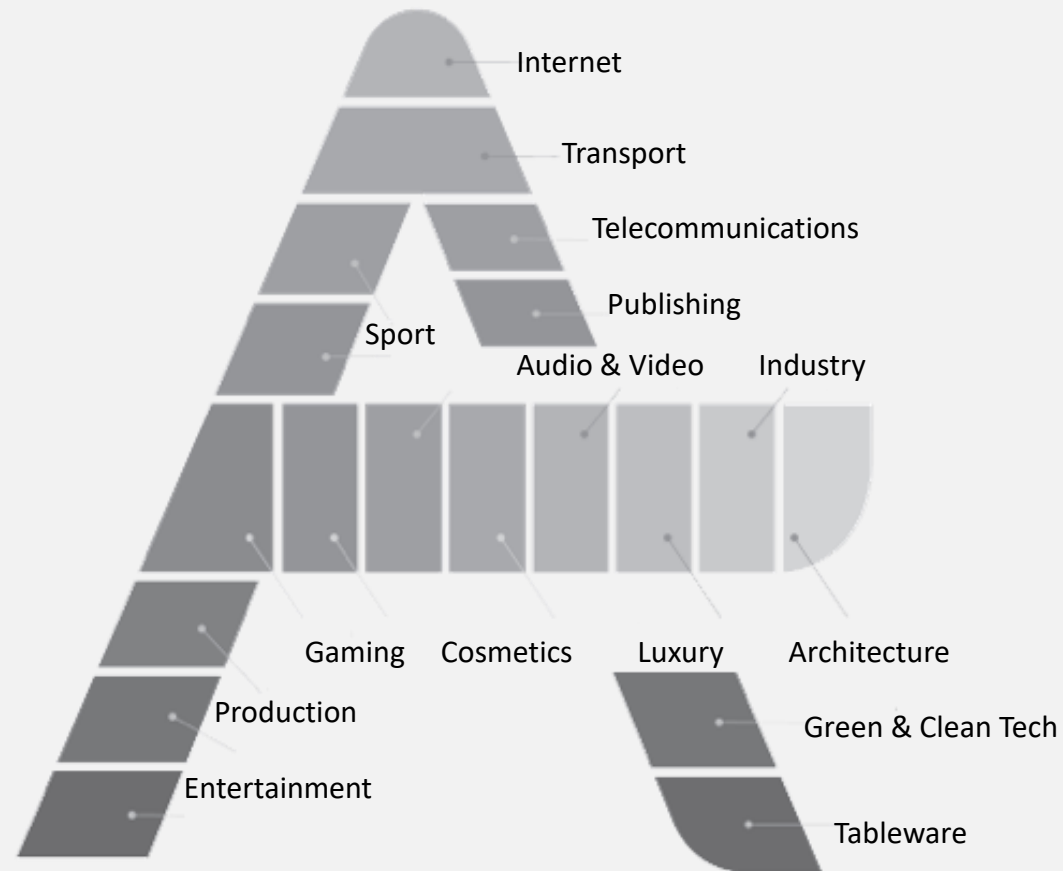 Internet
Transport
Telecommunications
Publishing
Sport
Audio & Video
Industry
Gaming
Cosmetics
Luxury
Architecture
Production
Green & Clean Tech
Entertainment
Tableware